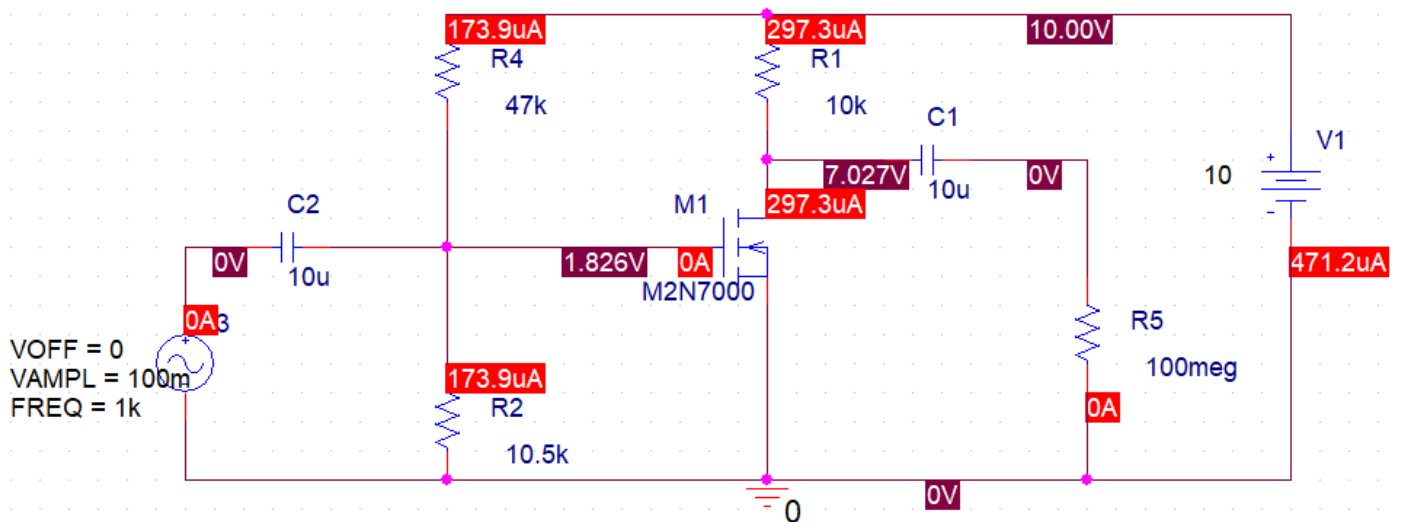 173.9uA
297.3uA
10.00V
R4
R1
47k
10k
C1
V1
7.027V
10u
0V
10
+
-
C2
M1
297.3uA
0V
10u
1.826V
0A
471.2uA
M2N7000
0A3
R5
VOFF = 0
VAMPL = 100m
FREQ = 1k
+
100meg
173.9uA
R2
0A
10.5k
0V
0